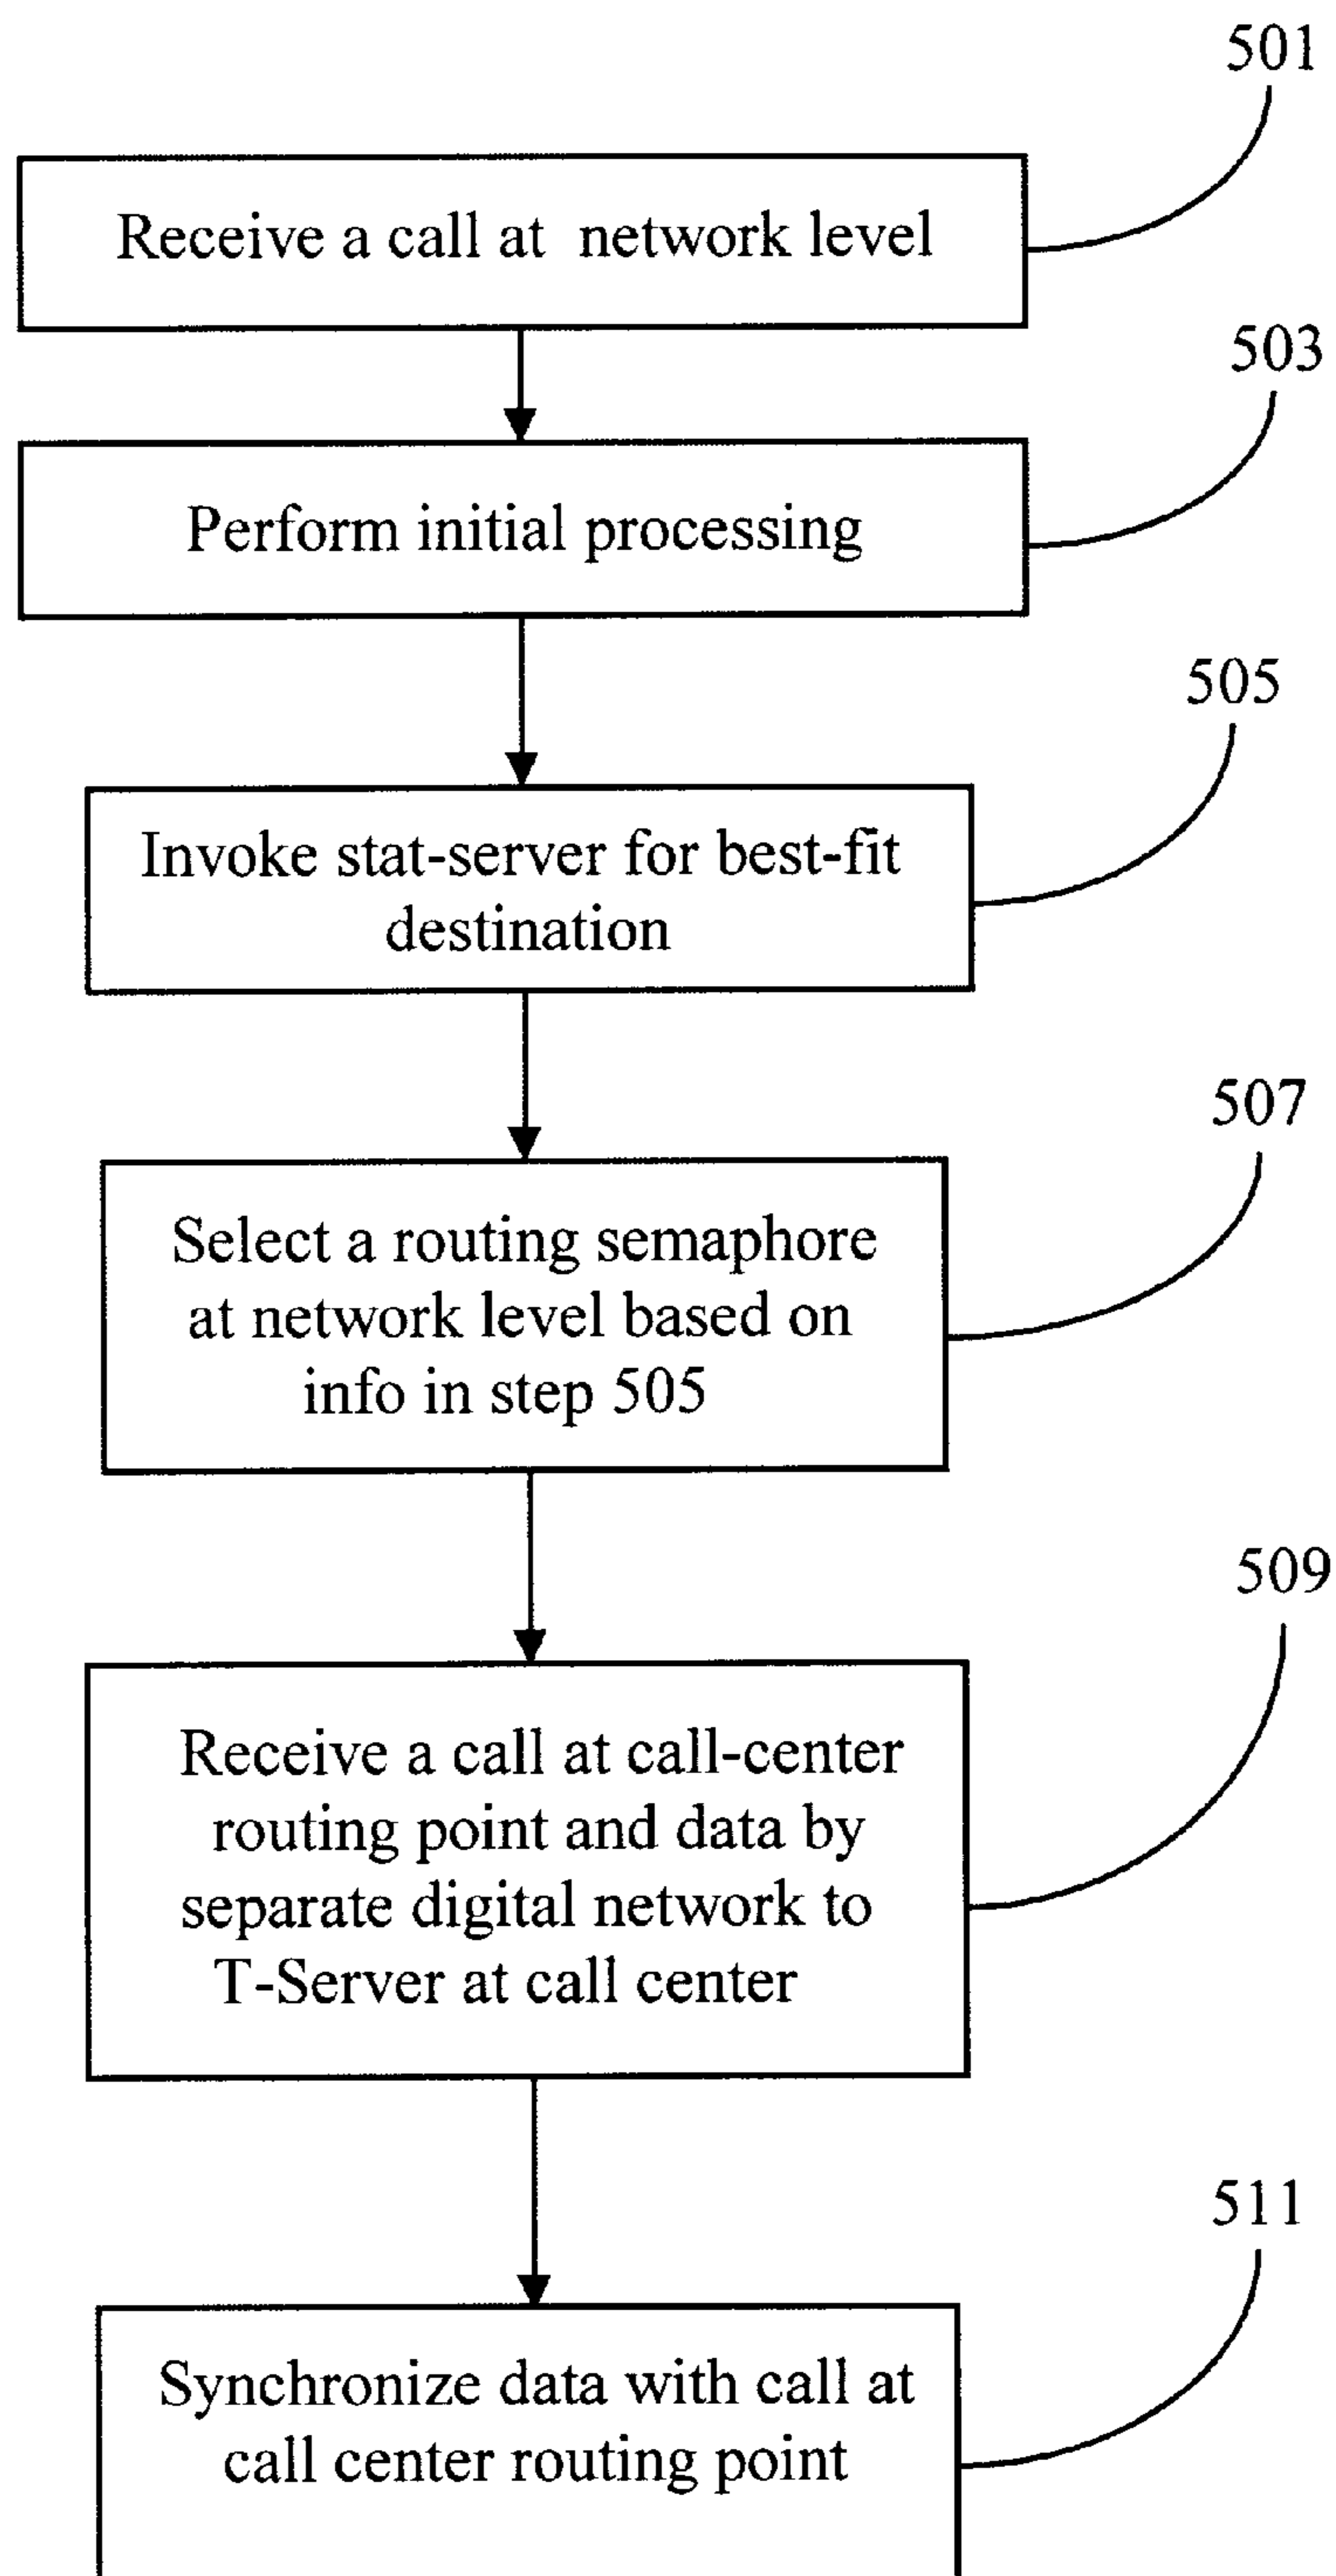 501
Receive a call at network level
503
Perform initial processing
505
Invoke stat-server for best-fit
destination
507
Select a routing semaphore
at network level based on
info in step 505
509
Receive a call at call-center
routing point and data by
separate digital network to
T-Server at call center
511
Synchronize data with call at
call center routing point